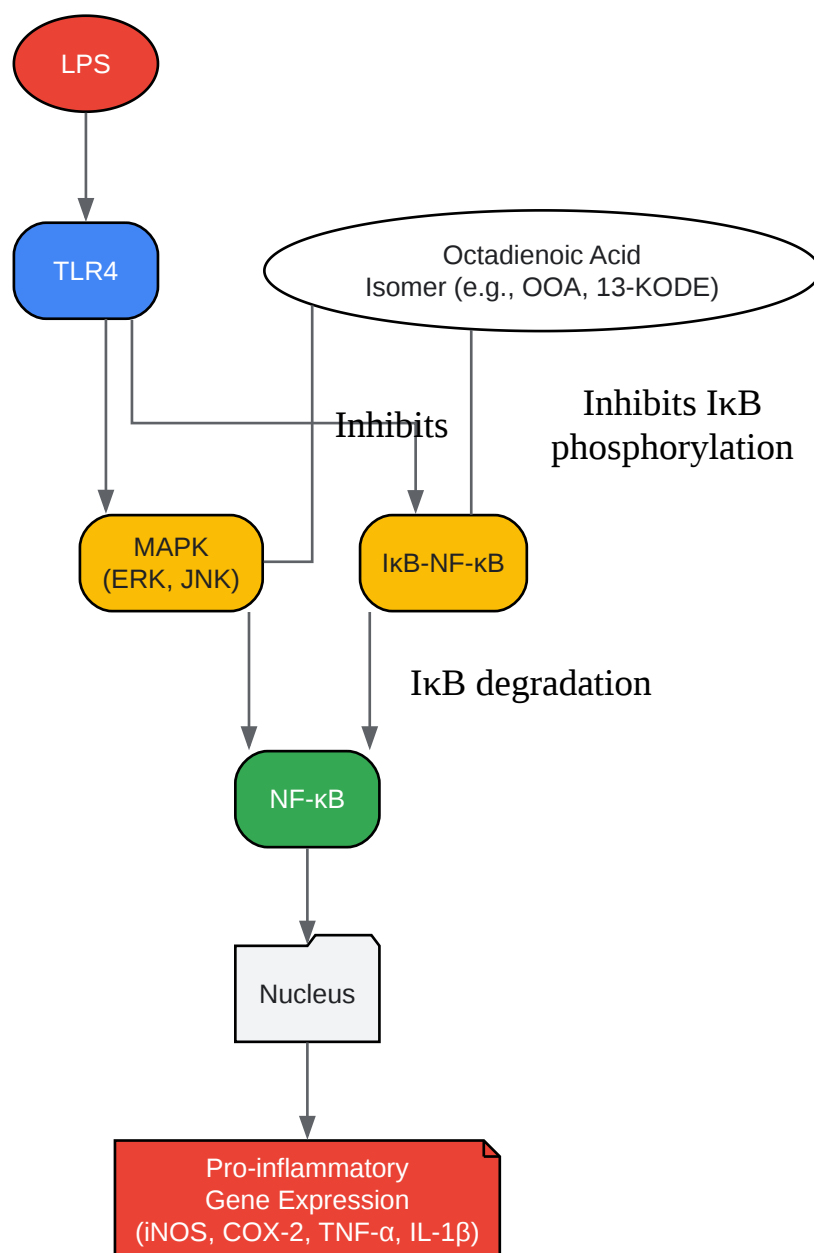 LPS
TLR4
Octadienoic Acid
Isomer (e.g., OOA, 13-KODE)
Inhibits
Inhibits IκB
phosphorylation
MAPK
(ERK, JNK)
IκB-NF-κB
IκB degradation
NF-κB
Nucleus
Pro-inflammatory
Gene Expression
(iNOS, COX-2, TNF-α, IL-1β)